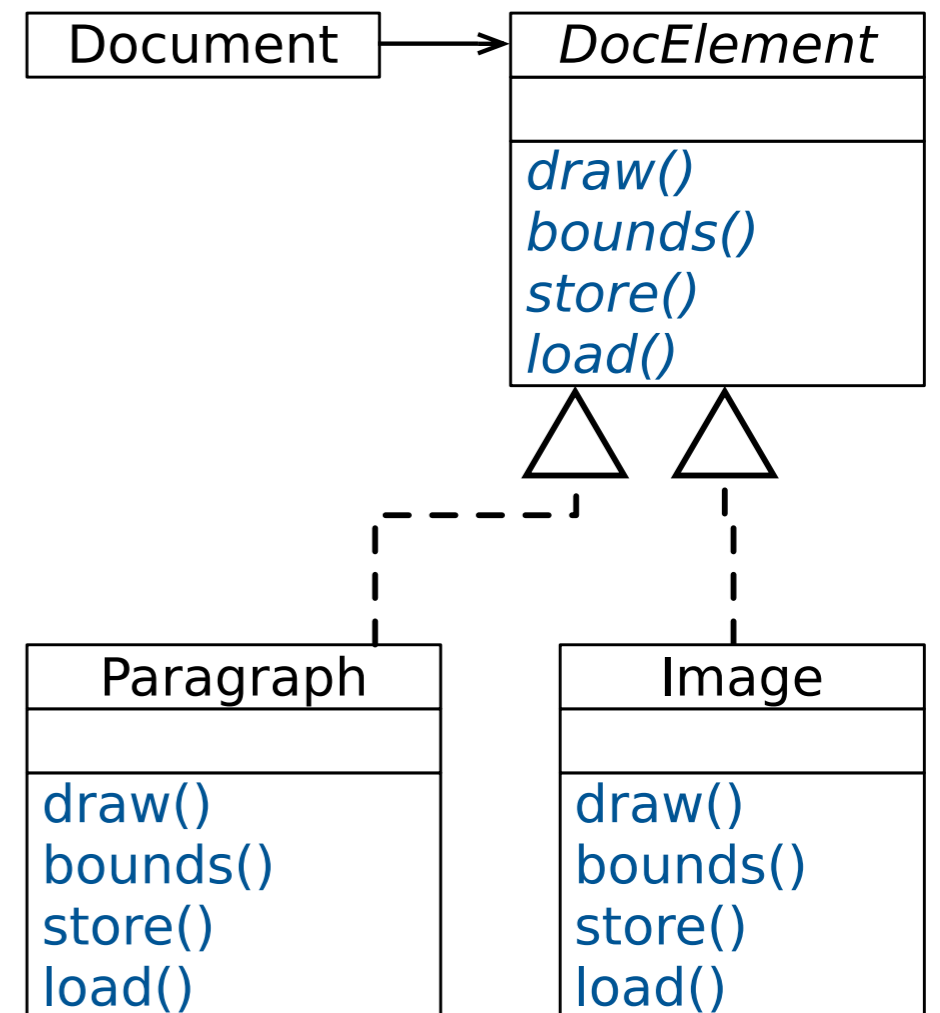 Document
DocElement
draw()
bounds()
store()
load()
Paragraph
draw()
bounds()
store()
load()
Image
draw()
bounds()
store()
load()